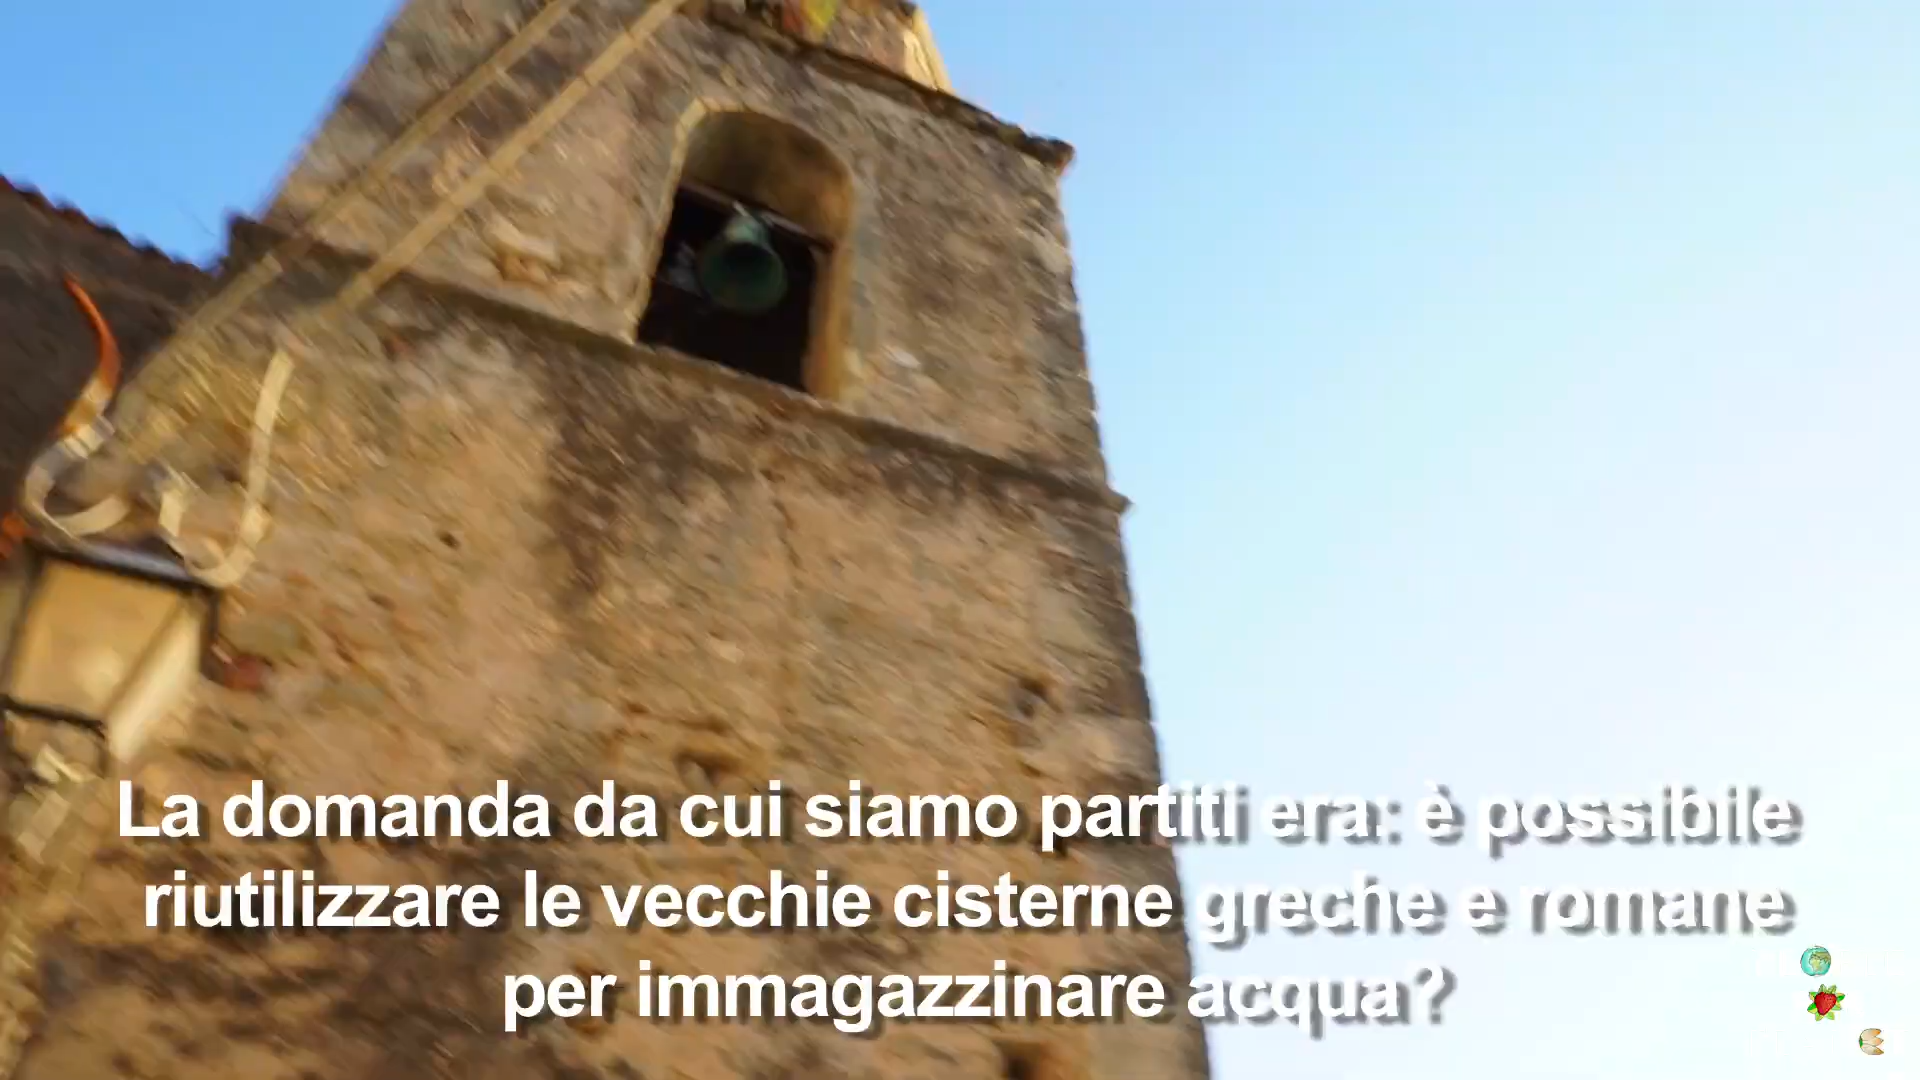 La domanda da cui siamo partiti era: è possibile
riutilizzare le vecchie cisterne greche e romane
per immagazzinare acqua?